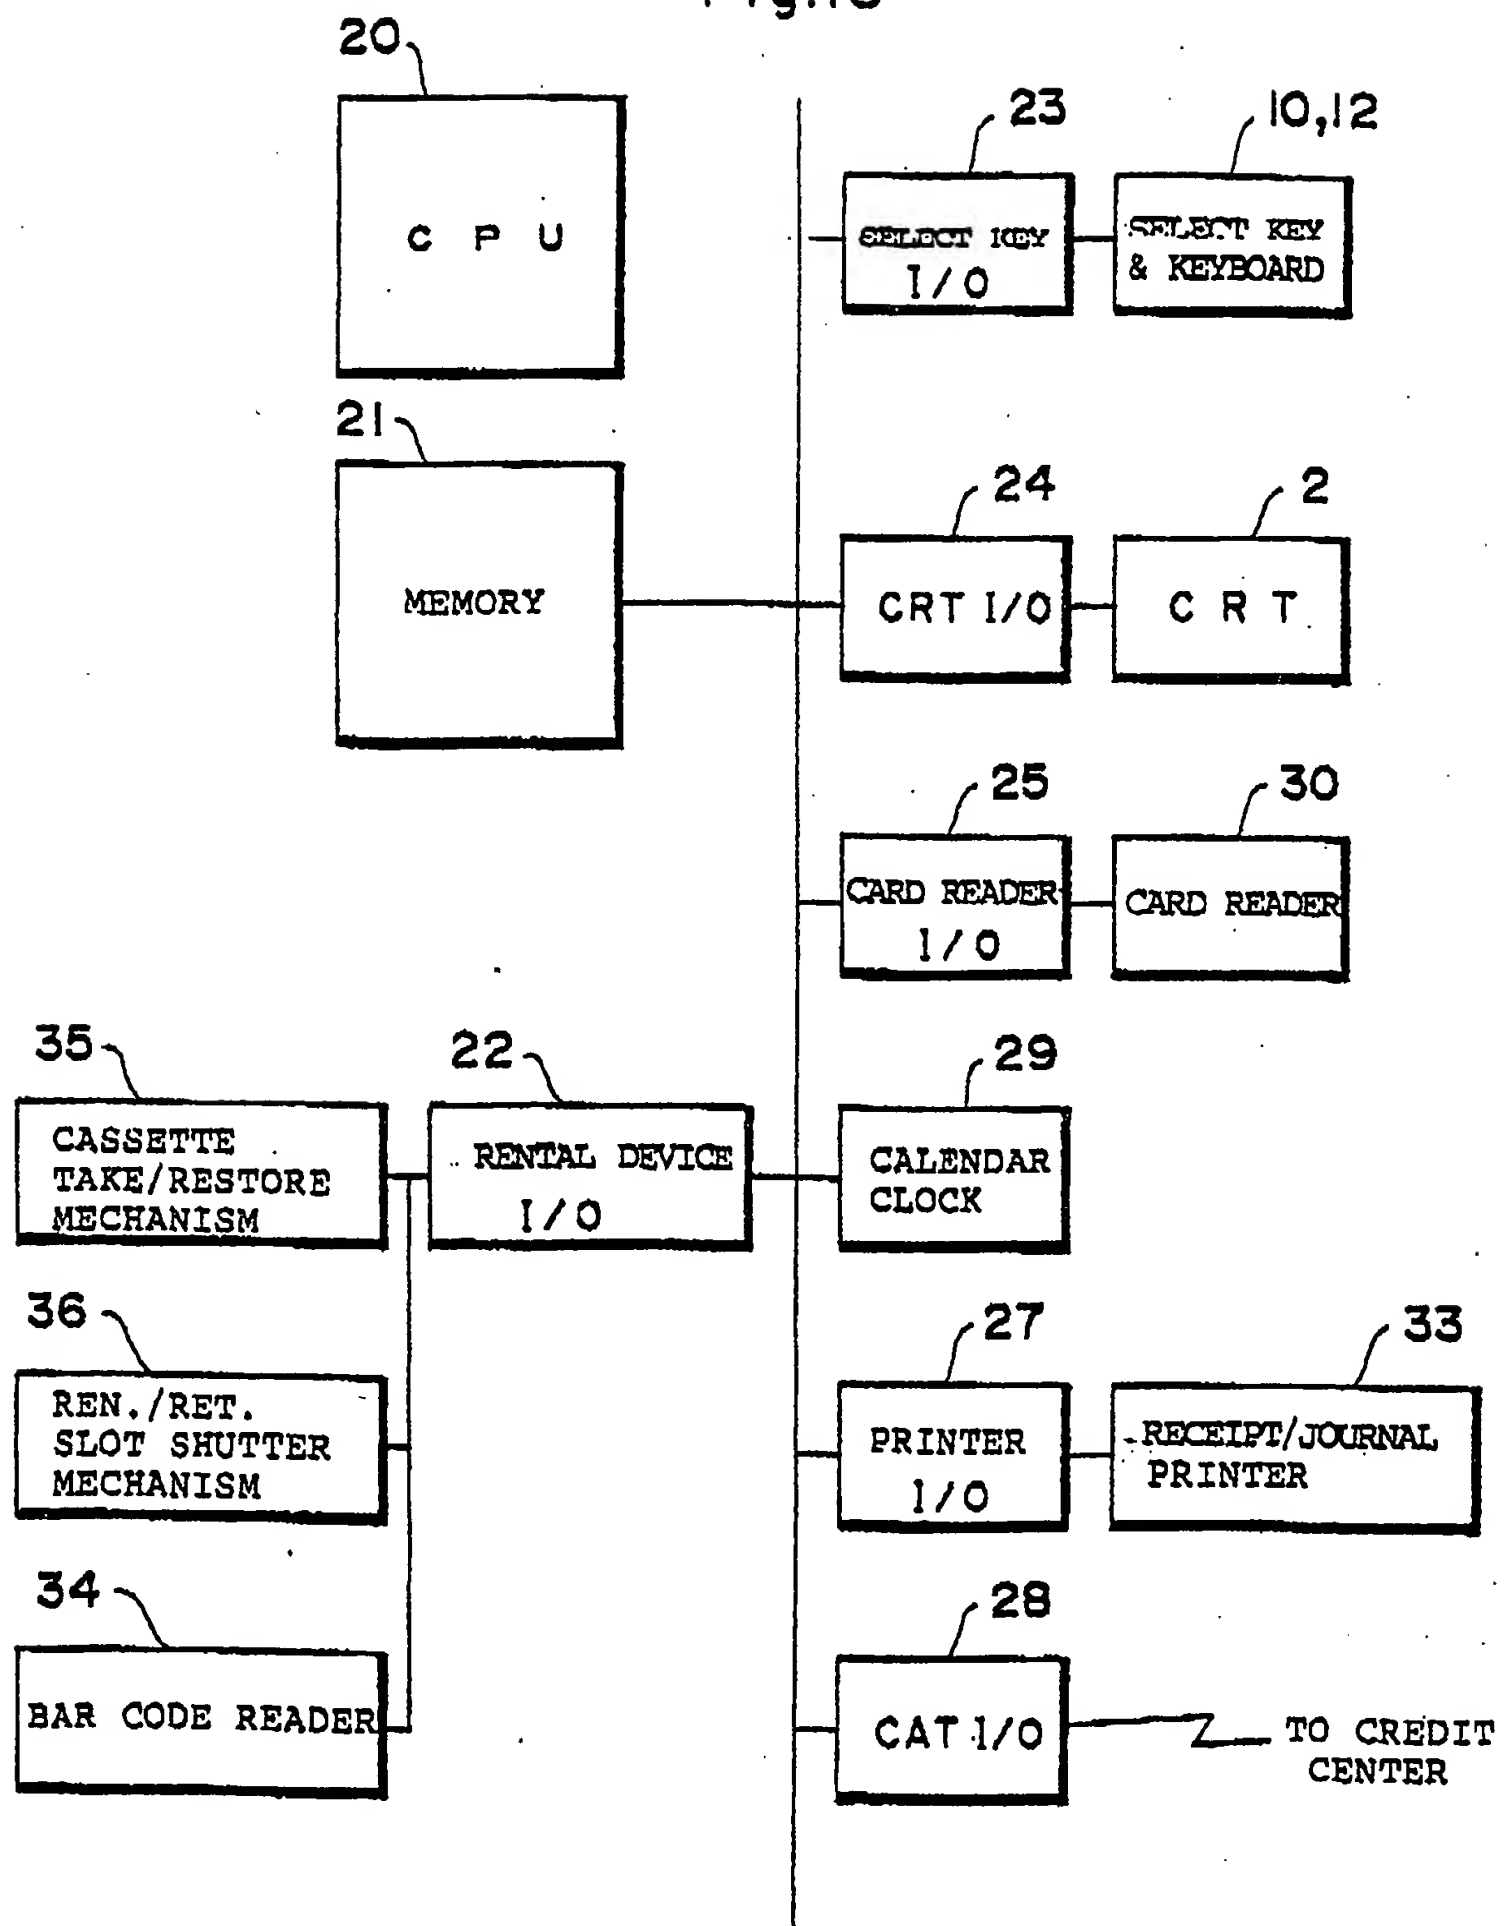 20
C P U
23
SELECT KEY
I/O
10,12
SELECT KEY
& KEYBOARD
21
MEMORY
24
CRT I/O
2
C R T
25
CARD READER
I/O
30
CARD READER
35
CASSETTE
TAKE/RESTORE
MECHANISM
22
RENTAL DEVICE
I/O
29
CALENDAR
CLOCK
36
REN./RET.
SLOT SHUTTER
MECHANISM
27
PRINTER
I/O
33
RECEIPT/JOURNAL
PRINTER
34
BAR CODE READER
28
CAT I/O
TO CREDIT
CENTER